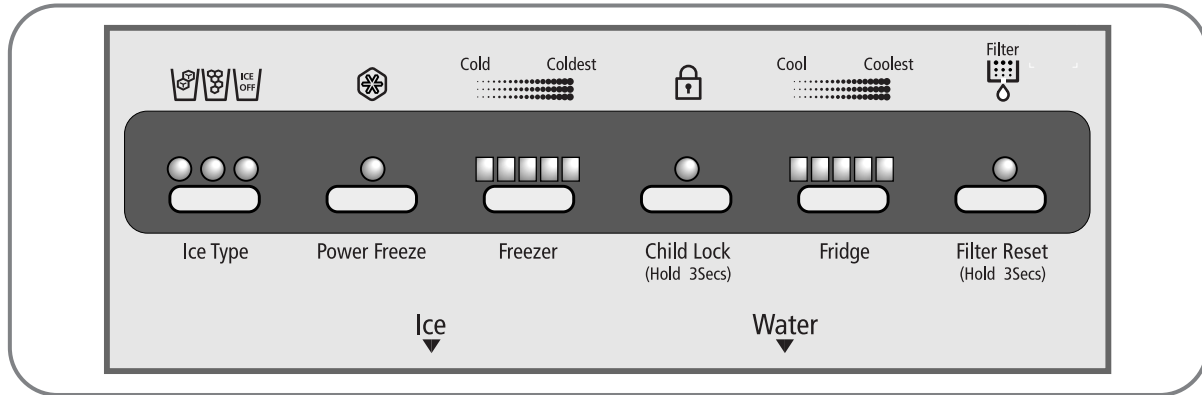 Filter
Cold Coldest
Cool Coolest
ICE
OFF
Ice Type
Power Freeze
Freezer
Child Lock
(Hold 3Secs)
Fridge
Filter Reset
(Hold 3Secs)
Ice
Water